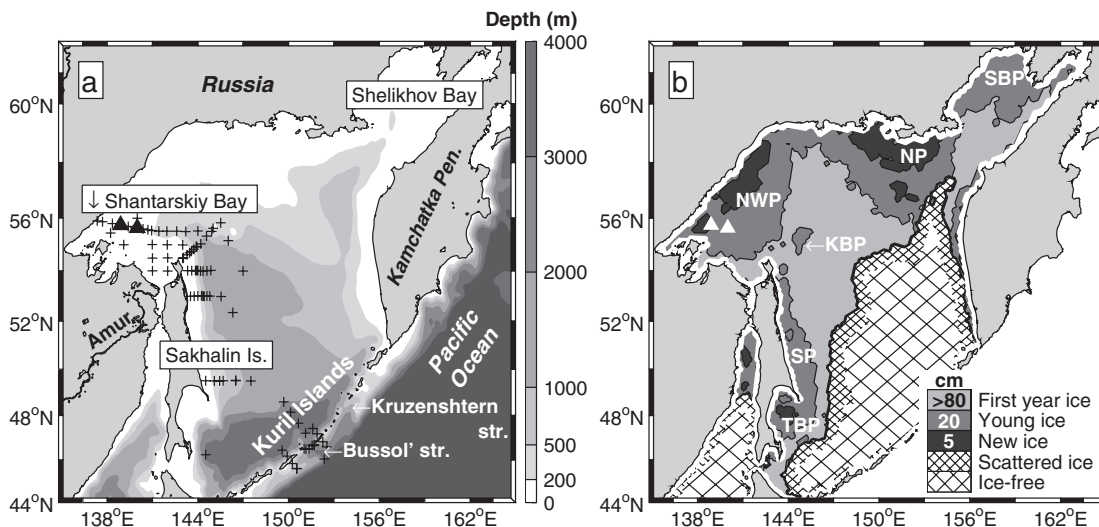 Depth (m)
a
Russia
Shelikhov Bay
↓ Shantarskiy Bay
Kamchatka Pen.
Amur
Sakhalin Is.
Kuril Islands
Pacific
Ocean
←Kruzenshtern
str.
←Bussol' str.
60°N
56°N
52°N
48°N
44°N
138°E
144°E
150°E
156°E
162°E
4000
3000
2000
1000
500
200
0
b
SBP
NP
NWP
←KBP
SP
TBP
cm
>80 First year ice
20 Young ice
5 New ice
Scattered ice
Ice-free
60°N
56°N
52°N
48°N
44°N
138°E
144°E
150°E
156°E
162°E